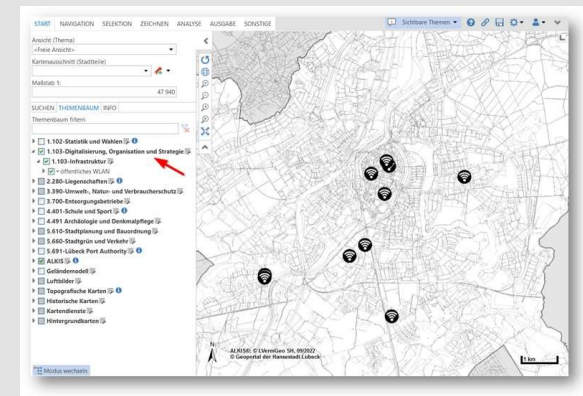 START NAVIGATION SELEKTION ZEICHNEN ANALYSE AUSGABE SONSTIGE
Sichtbare Themen
Ansicht (Thema)
<Freie Ansicht>
Kartenausschnitt (Stadtteile)
Maßstab 1:
47 940
SUCHEN THEMENBAUM INFO
Themenbaum filtern
1.102-Statistik und Wahlen
1.103-Digitalisierung, Organisation und Strategie
1.103-Infrastruktur
öffentliches WLAN
2.280-Liegenschaften
3.390-Umwelt-, Natur- und Verbraucherschutz
3.700-Entsorgungsbetriebe
4.401-Schule und Sport
4.491 Archäologie und Denkmalpflege
5.610-Stadtplanung und Bauordnung
5.660-Stadtgrün und Verkehr
5.691-Lübeck Port Authority
ALKIS
Geländemodell
Luftbilder
Topografische Karten
Historische Karten
Kartendienste
Hintergrundkarten
Modus wechseln
N
ALKIS®: © LVermGeo SH, 09/2022
© Geoportal der Hansestadt Lübeck
1 km